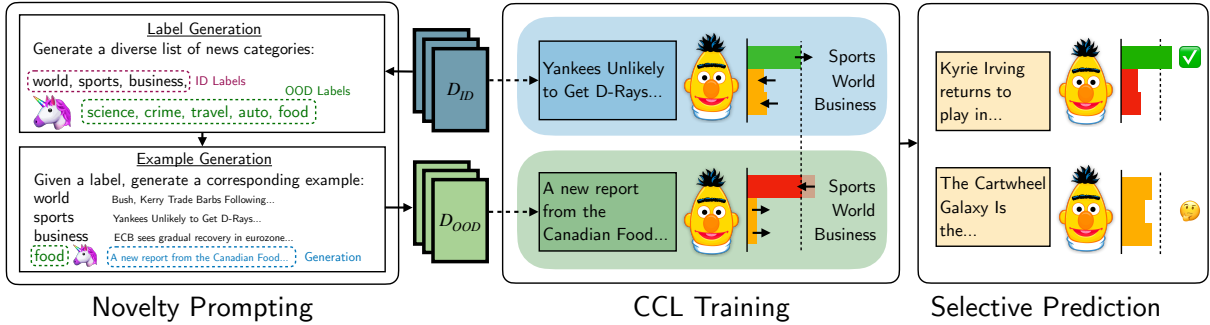 Label Generation
Generate a diverse list of news categories:
world, sports, business, ID Labels
OOD Labels
science, crime, travel, auto, food
Example Generation
Given a label, generate a corresponding example:
world Bush, Kerry Trade Barbs Following...
sports Yankees Unlikely to Get D-Rays...
business ECB sees gradual recovery in eurozone...
food A new report from the Canadian Food... Generation
Novelty Prompting
D_ID
D_OOD
Yankees Unlikely
to Get D-Rays...
Sports
World
Business
A new report
from the
Canadian Food...
Sports
World
Business
CCL Training
Kyrie Irving
returns to
play in...
The Cartwheel
Galaxy Is
the...
Selective Prediction